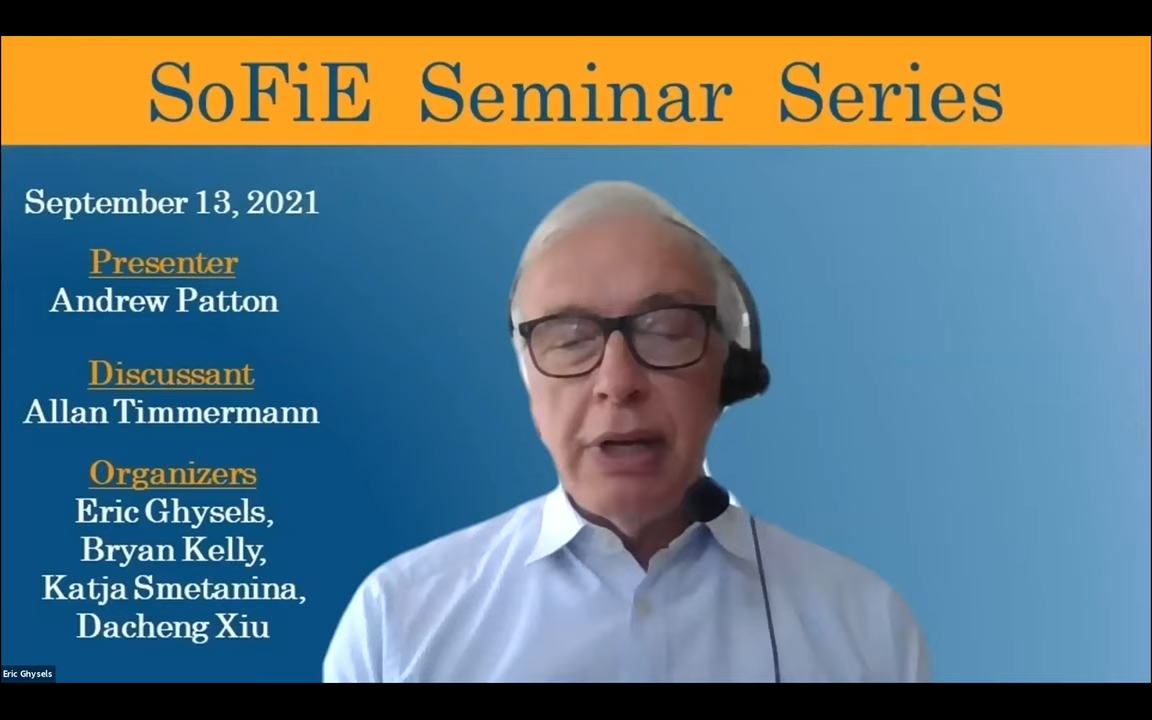 SoFiE Seminar Series
September 13, 2021
Presenter
Andrew Patton
Discussant
Allan Timmermann
Organizers
Eric Ghysels,
Bryan Kelly,
Katja Smetanina,
Dacheng Xiu
Eric Ghysels